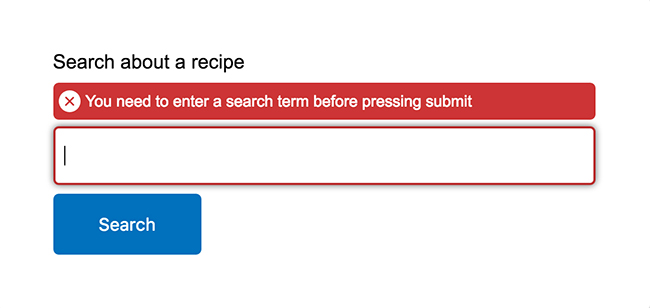 Search about a recipe
You need to enter a search term before pressing submit
Search